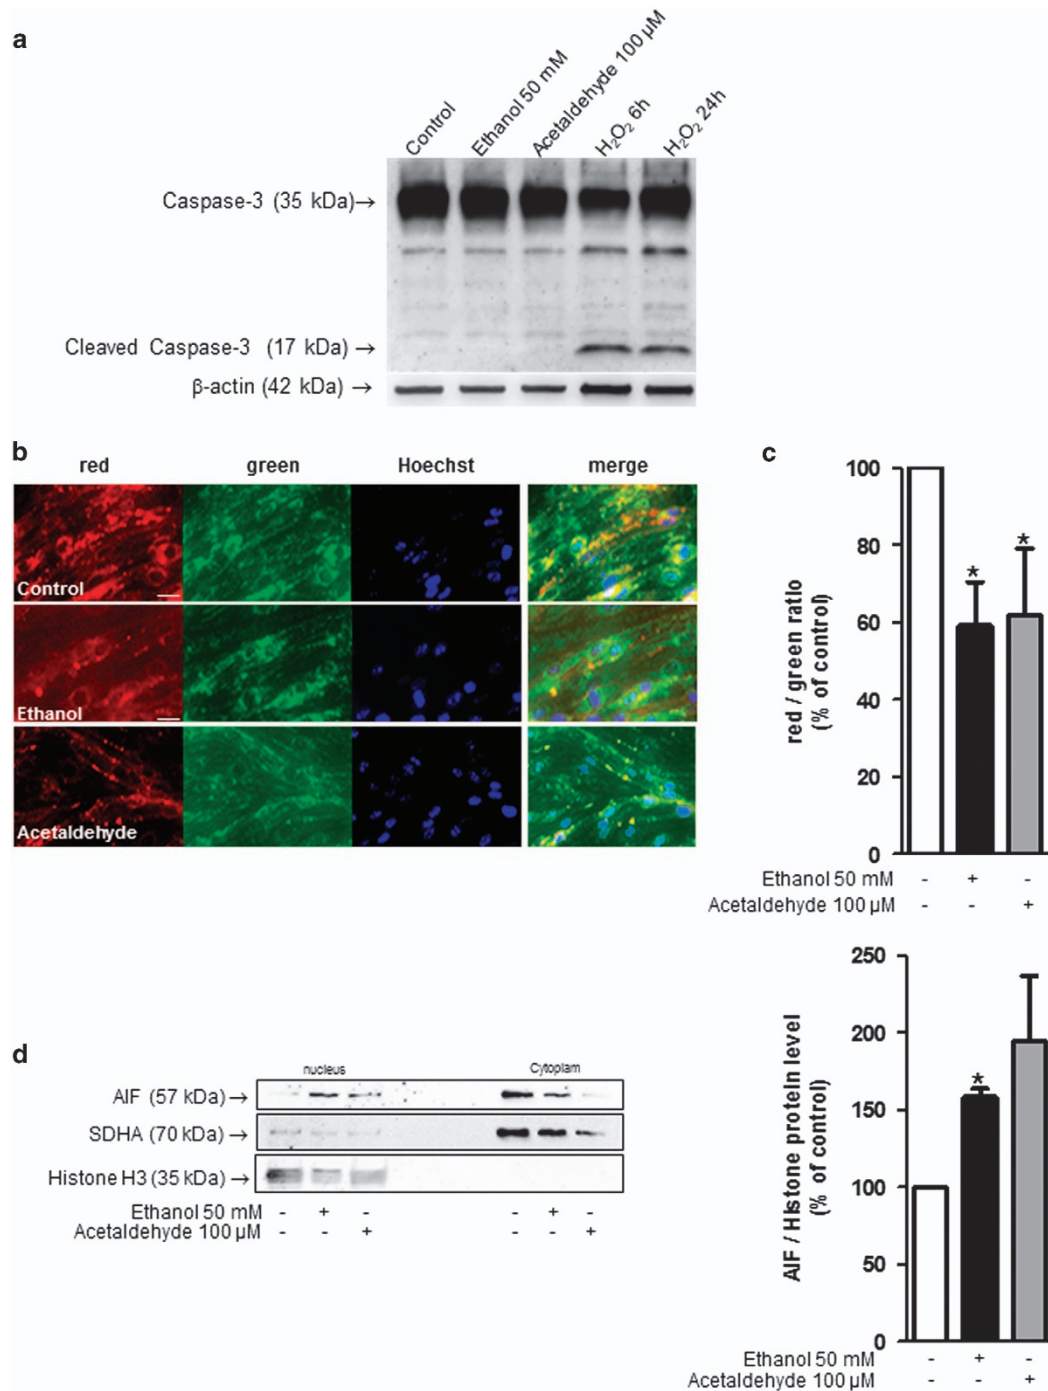 a
Control
Ethanol 50 mM
Acetaldehyde 100 µM
H₂O₂ 6h
H₂O₂ 24h
Caspase-3 (35 kDa)→
Cleaved Caspase-3 (17 kDa) →
β-actin (42 kDa) →
b
red green Hoechst merge
Control
Ethanol
Acetaldehyde
c
red / green ratio
(% of control)
100
80
60
40
20
0
*
*
Ethanol 50 mM - + -
Acetaldehyde 100 µM - - +
d
nucleus Cytoplam
AIF (57 kDa)→
SDHA (70 kDa)→
Histone H3 (35 kDa)→
Ethanol 50 mM - + - - + -
Acetaldehyde 100 µM - - + - - +
AIF / Histone protein level
(% of control)
250
200
150
100
50
0
*
Ethanol 50 mM - + -
Acetaldehyde 100 µM - - +